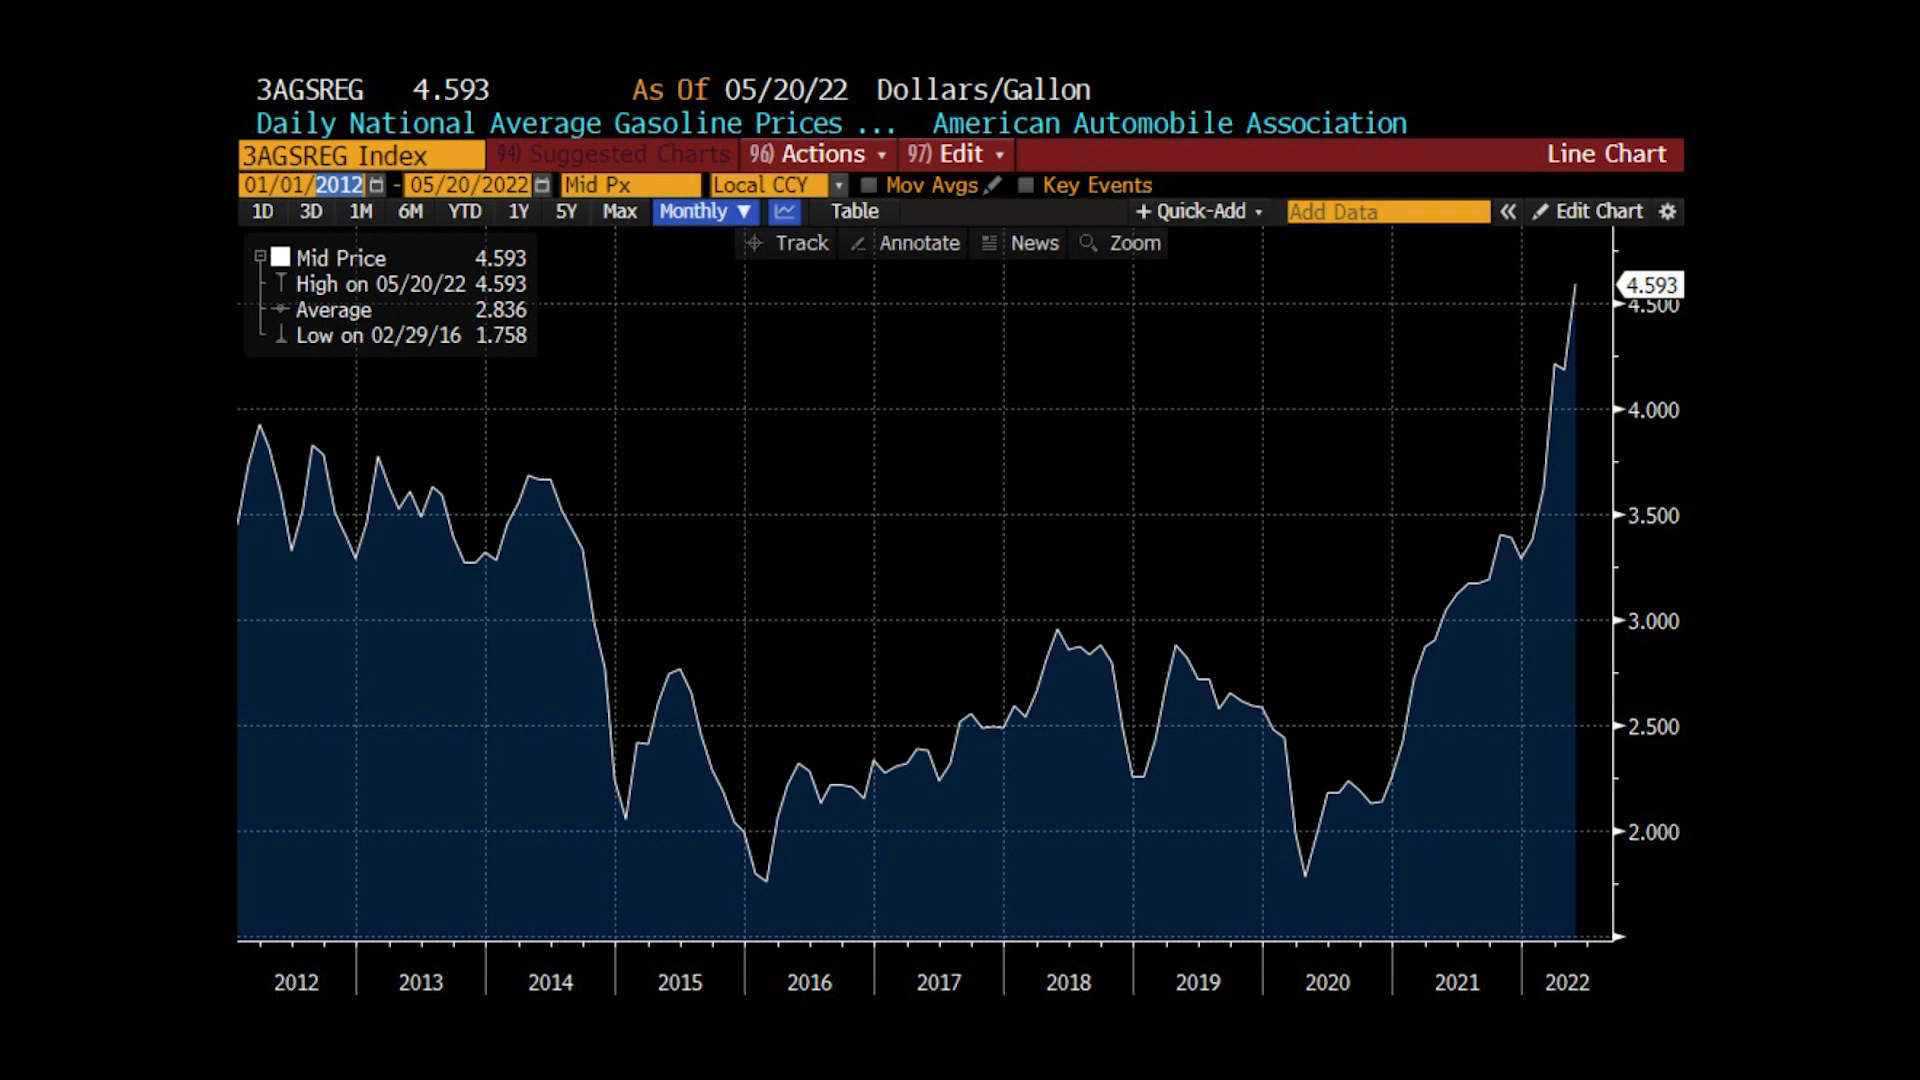 3AGSREG 4.593 As Of 05/20/22 Dollars/Gallon
Daily National Average Gasoline Prices ... American Automobile Association
3AGSREG Index 94) Suggested Charts 96) Actions 97) Edit Line Chart
01/01/2012 - 05/20/2022 Mid Px Local CCY Mov Avgs Key Events
1D 3D 1M 6M YTD 1Y 5Y Max Monthly Table + Quick-Add Add Data « Edit Chart
Track Annotate News Zoom
Mid Price 4.593
High on 05/20/22 4.593
Average 2.836
Low on 02/29/16 1.758
4.593
4.500
4.000
3.500
3.000
2.500
2.000
2012 2013 2014 2015 2016 2017 2018 2019 2020 2021 2022